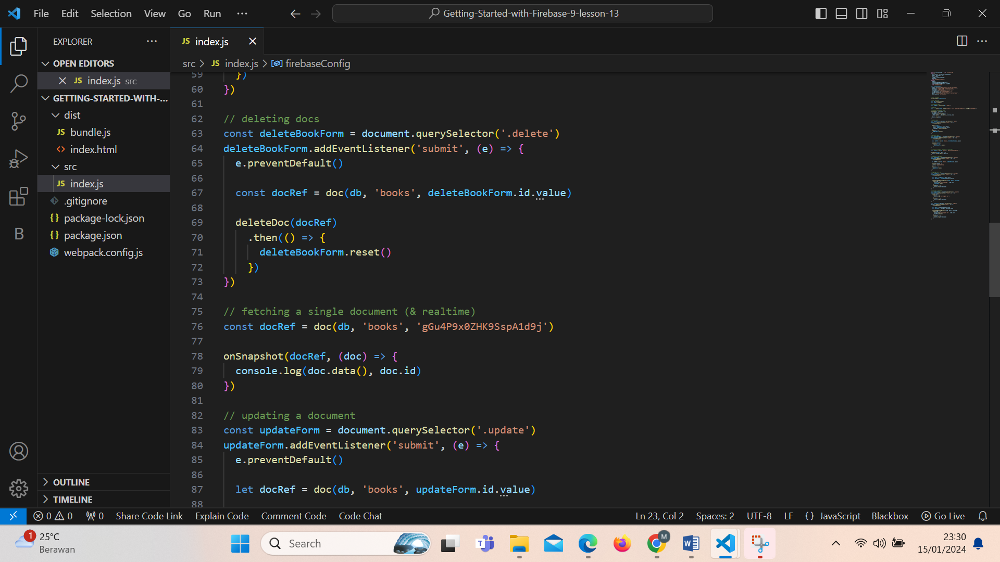 File Edit Selection View Go Run ···
Getting-Started-with-Firebase-9-lesson-13
EXPLORER
OPEN EDITORS
JS index.js src
GETTING-STARTED-WITH-...
dist
JS bundle.js
<> index.html
src
JS index.js
.gitignore
{} package-lock.json
{} package.json
webpack.config.js
OUTLINE
TIMELINE
B
JS index.js
src > JS index.js > firebaseConfig
59 })
60 })
61
62 // deleting docs
63 const deleteBookForm = document.querySelector('.delete')
64 deleteBookForm.addEventListener('submit', (e) => {
65 e.preventDefault()
66
67 const docRef = doc(db, 'books', deleteBookForm.id.value)
68
69 deleteDoc(docRef)
70 .then(() => {
71 deleteBookForm.reset()
72 })
73 })
74
75 // fetching a single document (& realtime)
76 const docRef = doc(db, 'books', 'gGu4P9x0ZHK9SspA1d9j')
77
78 onSnapshot(docRef, (doc) => {
79 console.log(doc.data(), doc.id)
80 })
81
82 // updating a document
83 const updateForm = document.querySelector('.update')
84 updateForm.addEventListener('submit', (e) => {
85 e.preventDefault()
86
87 let docRef = doc(db, 'books', updateForm.id.value)
88
0 0 0 Share Code Link Explain Code Comment Code Code Chat Ln 23, Col 2 Spaces: 2 UTF-8 LF {} JavaScript Blackbox Go Live
1 25°C
Berawan
Search
M
23:30
15/01/2024